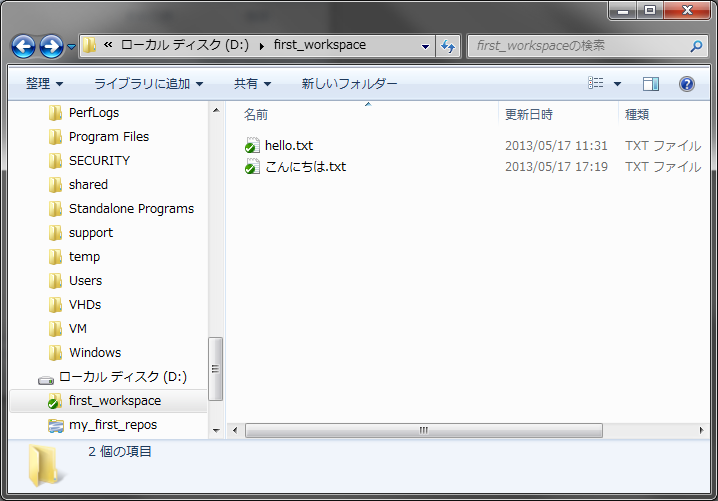 « ローカル ディスク (D:) first_workspace
first_workspaceの検索
整理 ライブラリに追加 共有 新しいフォルダー
名前 更新日時 種類
PerfLogs
Program Files
SECURITY
shared
Standalone Programs
support
temp
Users
VHDs
VM
Windows
ローカル ディスク (D:)
first_workspace
my_first_repos
hello.txt 2013/05/17 11:31 TXT ファイル
こんにちは.txt 2013/05/17 17:19 TXT ファイル
2 個の項目